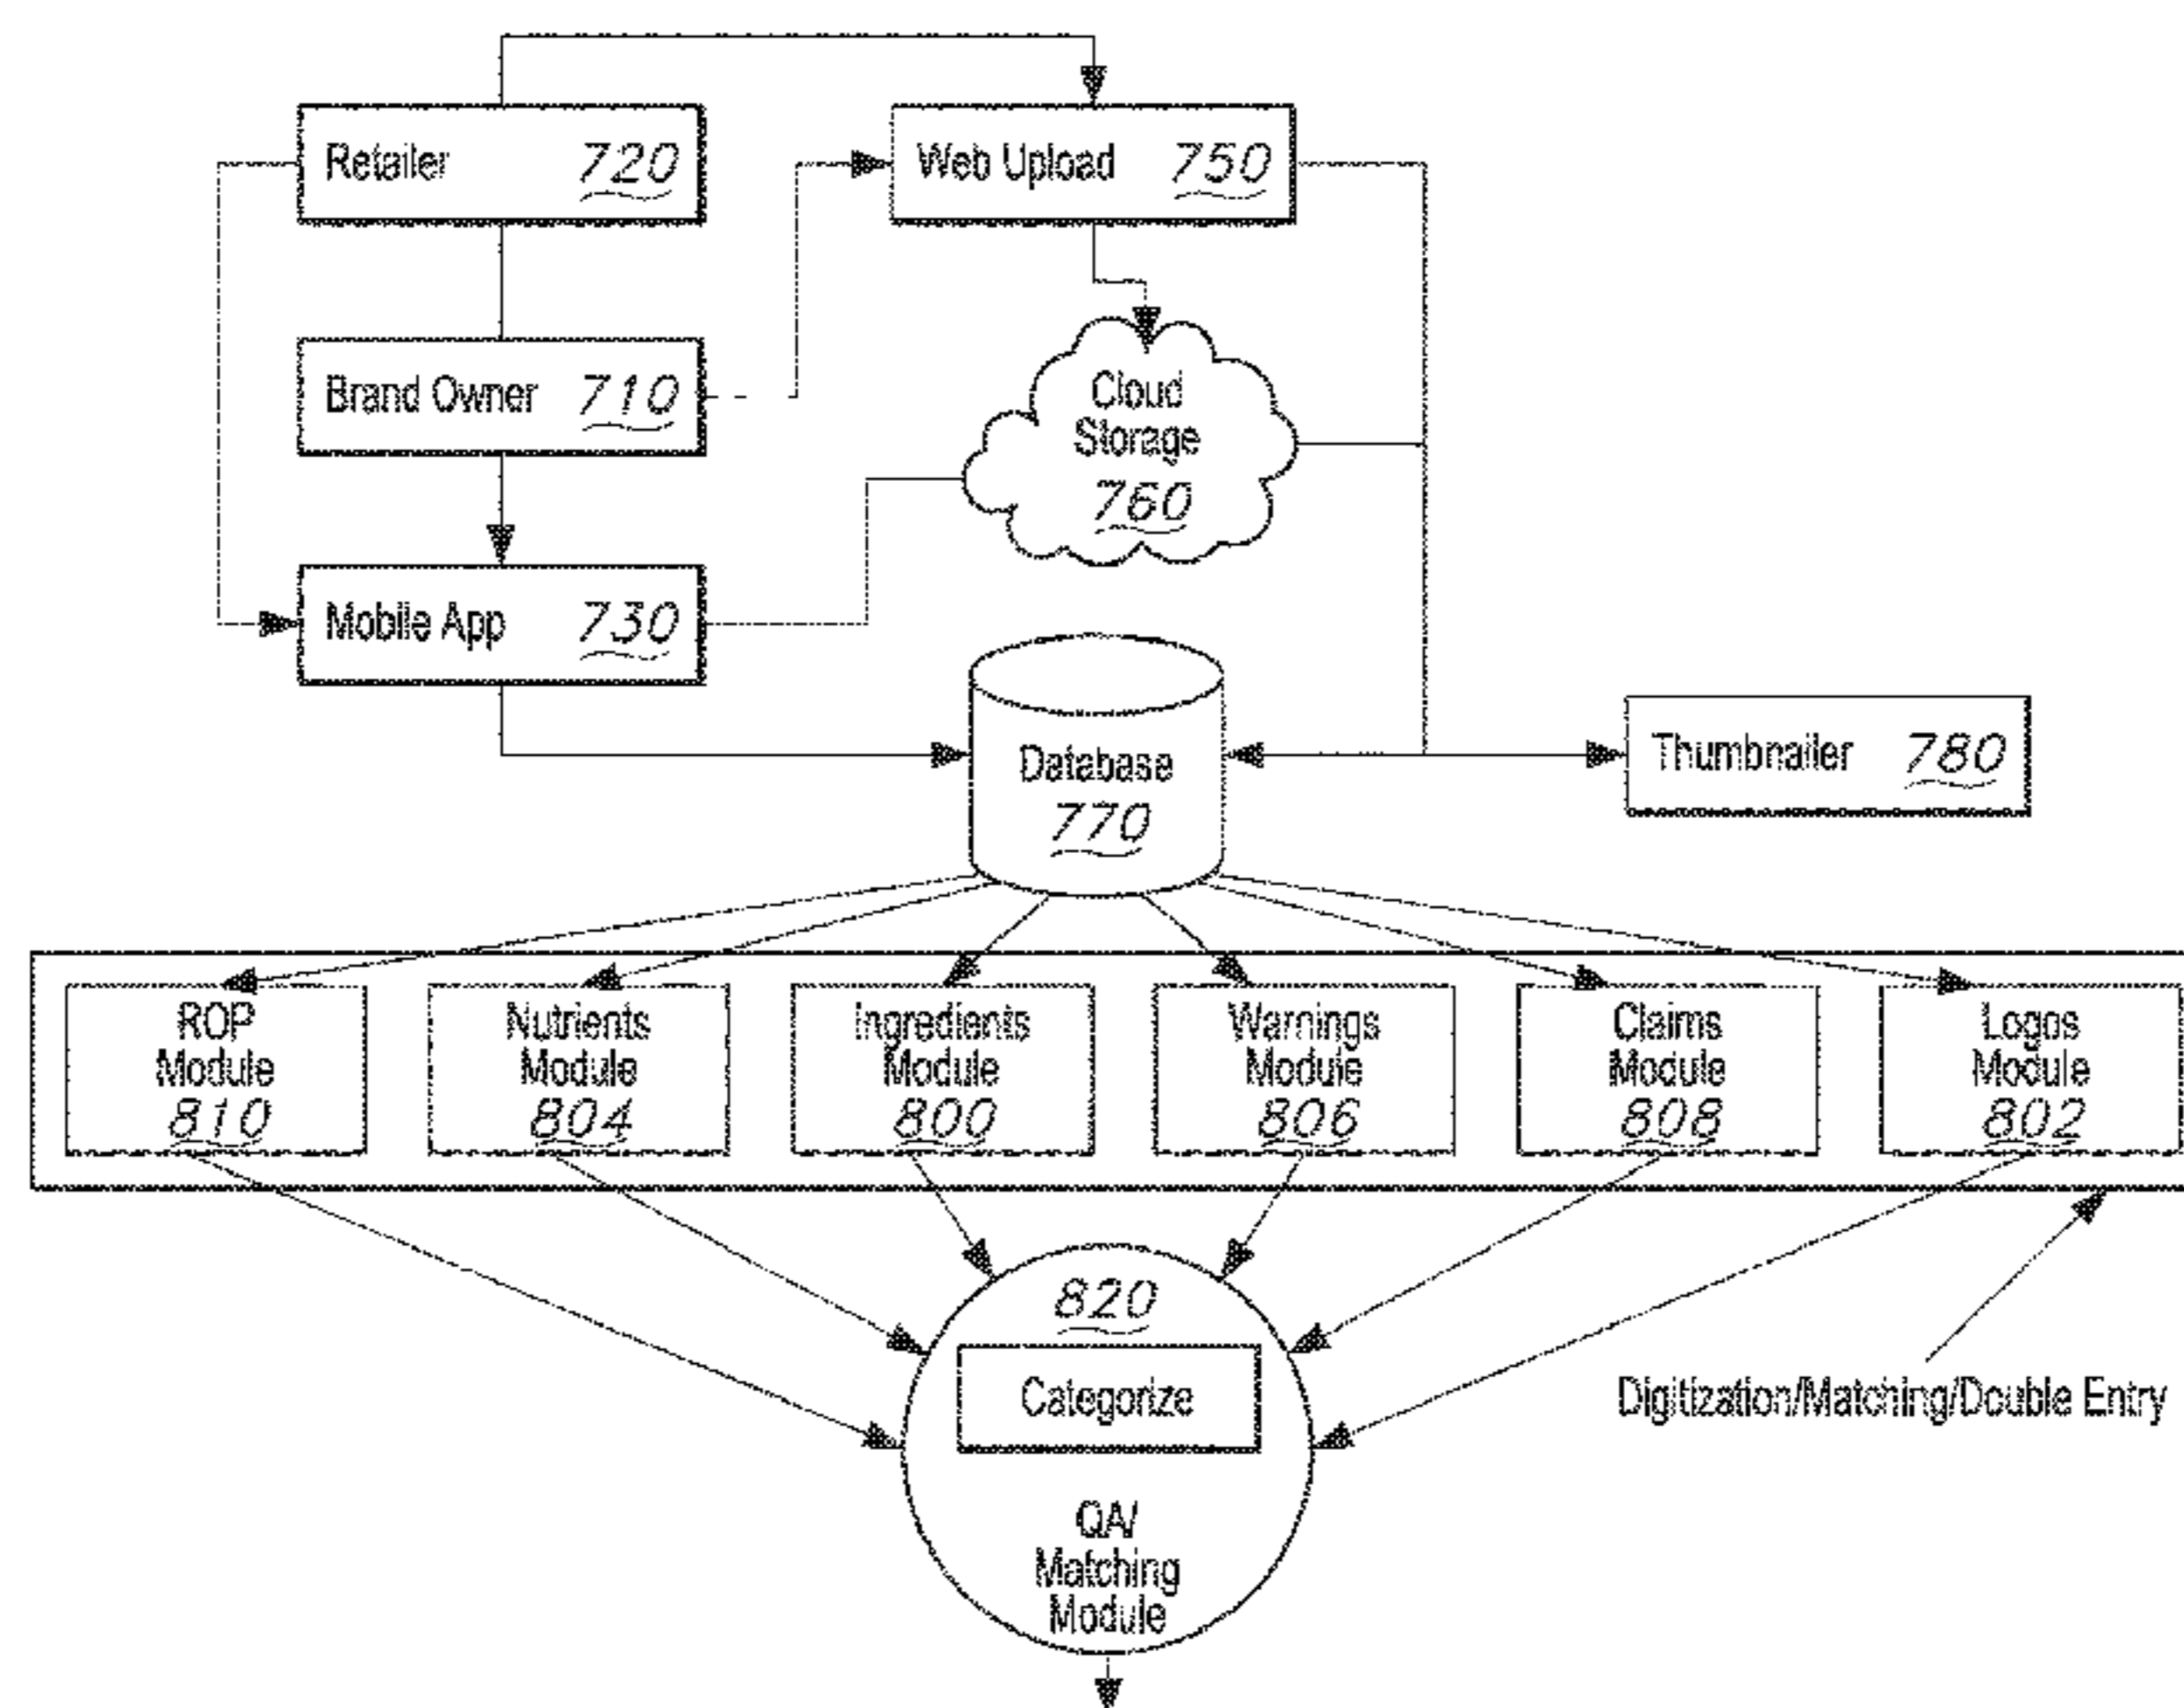 Retailer 720
Web Upload 750
Brand Owner 710
Cloud
Storage
760
Mobile App 730
Database
770
Thumbnailer 780
ROP
Module
810
Nutrients
Module
804
Ingredients
Module
800
Warnings
Module
806
Claims
Module
808
Logos
Module
802
820
Categorize
QA/
Matching
Module
Digitization/Matching/Double Entry